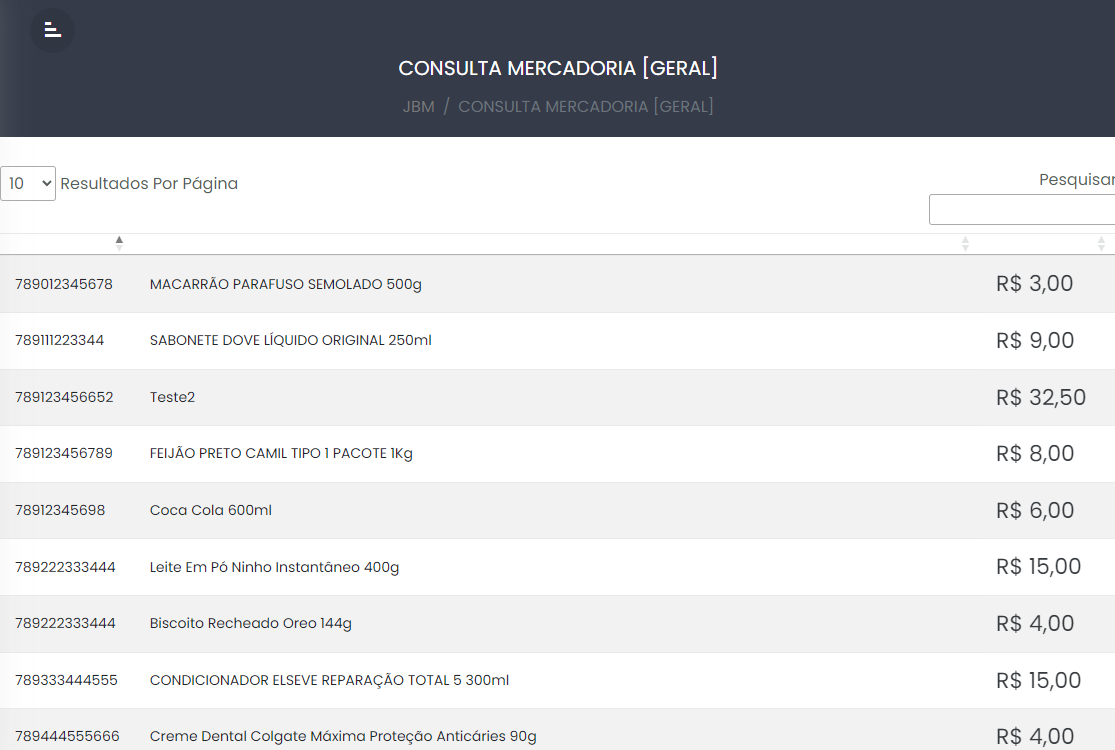 CONSULTA MERCADORIA [GERAL]
JBM / CONSULTA MERCADORIA [GERAL]
10 Resultados Por Página
Pesquisar
789012345678 MACARRÃO PARAFUSO SEMOLADO 500g R$ 3,00
789111223344 SABONETE DOVE LÍQUIDO ORIGINAL 250ml R$ 9,00
789123456652 Teste2 R$ 32,50
789123456789 FEIJÃO PRETO CAMIL TIPO 1 PACOTE 1Kg R$ 8,00
78912345698 Coca Cola 600ml R$ 6,00
789222333444 Leite Em Pó Ninho Instantâneo 400g R$ 15,00
789222333444 Biscoito Recheado Oreo 144g R$ 4,00
789333444555 CONDICIONADOR ELSEVE REPARAÇÃO TOTAL 5 300ml R$ 15,00
789444555666 Creme Dental Colgate Máxima Proteção Anticáries 90g R$ 4,00